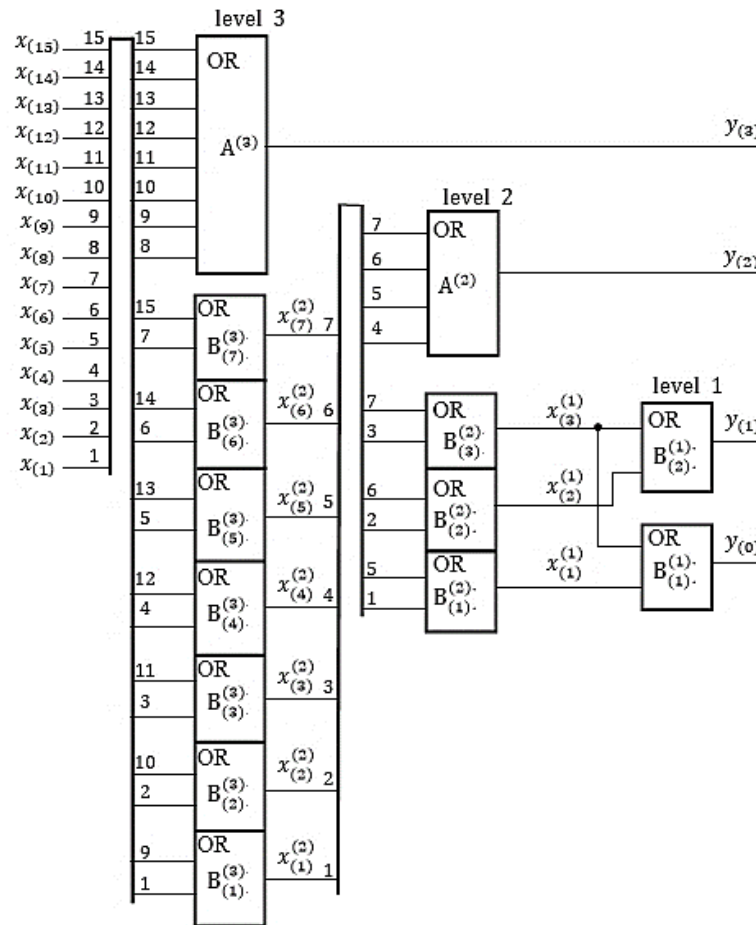 level 3
x(15) 15 15 OR
x(14) 14 14
x(13) 13 13
x(12) 12 12
x(11) 11 11 A(3) y(3)
x(10) 10 10
x(9) 9 9
x(8) 8 8
level 2
7 OR
6
5 A(2) y(2)
4
x(7) 7
x(6) 6 15 OR
x(5) 5 7 B(3)(7). x(2)(7) 7
x(4) 4
x(3) 3 14 OR
x(2) 2 6 B(3)(6). x(2)(6) 6
x(1) 1
level 1
7 OR x(1)(3) OR y(1)
3 B(2)(3). B(1)(2).
13 OR
5 B(3)(5). x(2)(5) 5
6 OR x(1)(2)
2 B(2)(2).
12 OR
4 B(3)(4). x(2)(4) 4
5 OR x(1)(1) OR y(0)
1 B(2)(1). B(1)(1).
11 OR
3 B(3)(3). x(2)(3) 3
10 OR
2 B(3)(2). x(2)(2) 2
9 OR
1 B(3)(1). x(2)(1) 1